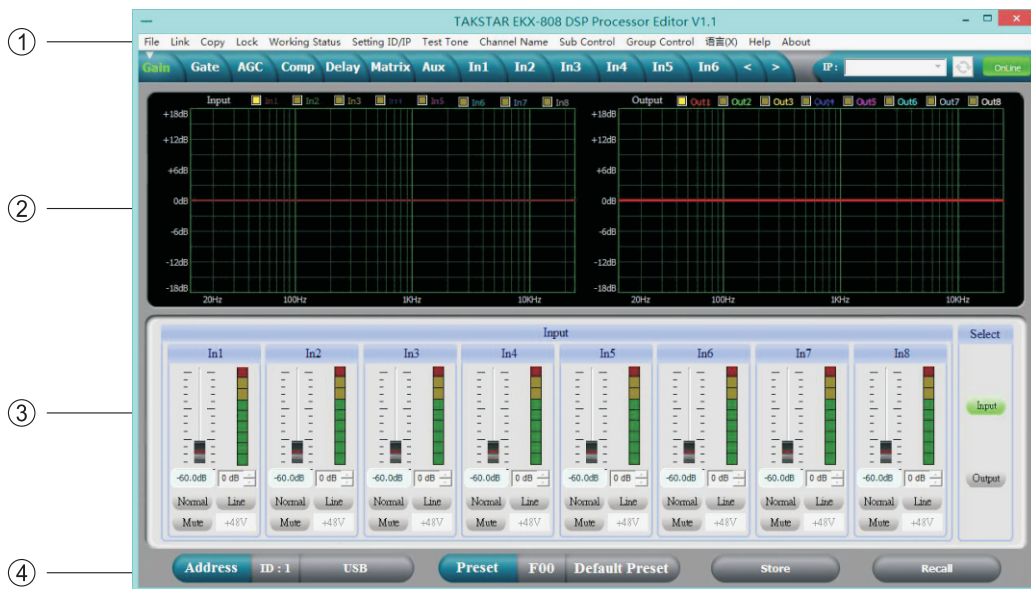 TAKSTAR EKX-808 DSP Processor Editor V1.1
① File Link Copy Lock Working Status Setting ID/IP Test Tone Channel Name Sub Control Group Control 语言(X) Help About
Gain Gate AGC Comp Delay Matrix Aux In1 In2 In3 In4 In5 In6 < > IP: OnLine
Input In1 In2 In3 In4 In5 In6 In7 In8
+18dB
+12dB
+6dB
0dB
-6dB
-12dB
-18dB
20Hz 100Hz 1KHz 10KHz
Output Out1 Out2 Out3 Out4 Out5 Out6 Out7 Out8
+18dB
+12dB
+6dB
0dB
-6dB
-12dB
-18dB
20Hz 100Hz 1KHz 10KHz
②
③
Input
In1 In2 In3 In4 In5 In6 In7 In8
-60.0dB 0 dB -60.0dB 0 dB -60.0dB 0 dB -60.0dB 0 dB -60.0dB 0 dB -60.0dB 0 dB -60.0dB 0 dB -60.0dB 0 dB
Normal Line Normal Line Normal Line Normal Line Normal Line Normal Line Normal Line Normal Line
Mute +48V Mute +48V Mute +48V Mute +48V Mute +48V Mute +48V Mute +48V Mute +48V
Select
Input
Output
④ Address ID : 1 USB Preset F00 Default Preset Store Recall